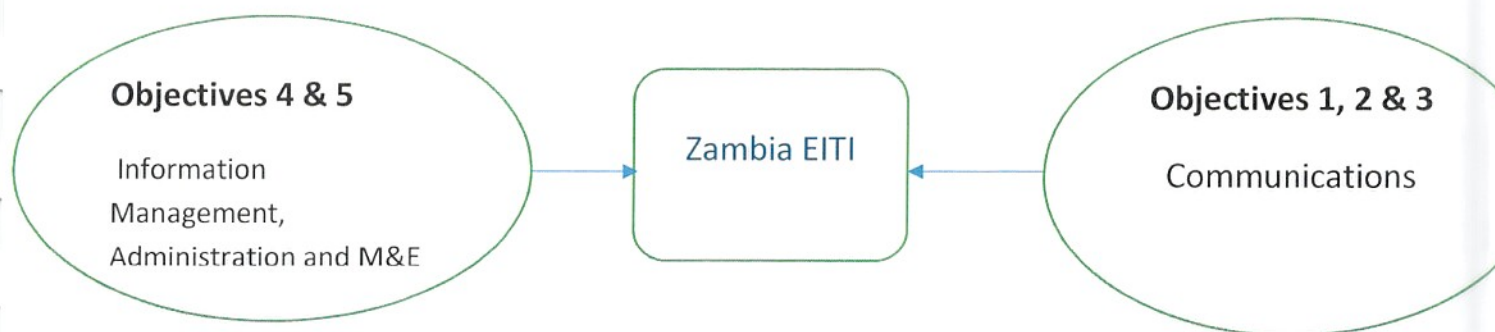 Objectives 4 & 5
Information
Management,
Administration and M&E
Zambia EITI
Objectives 1, 2 & 3
Communications